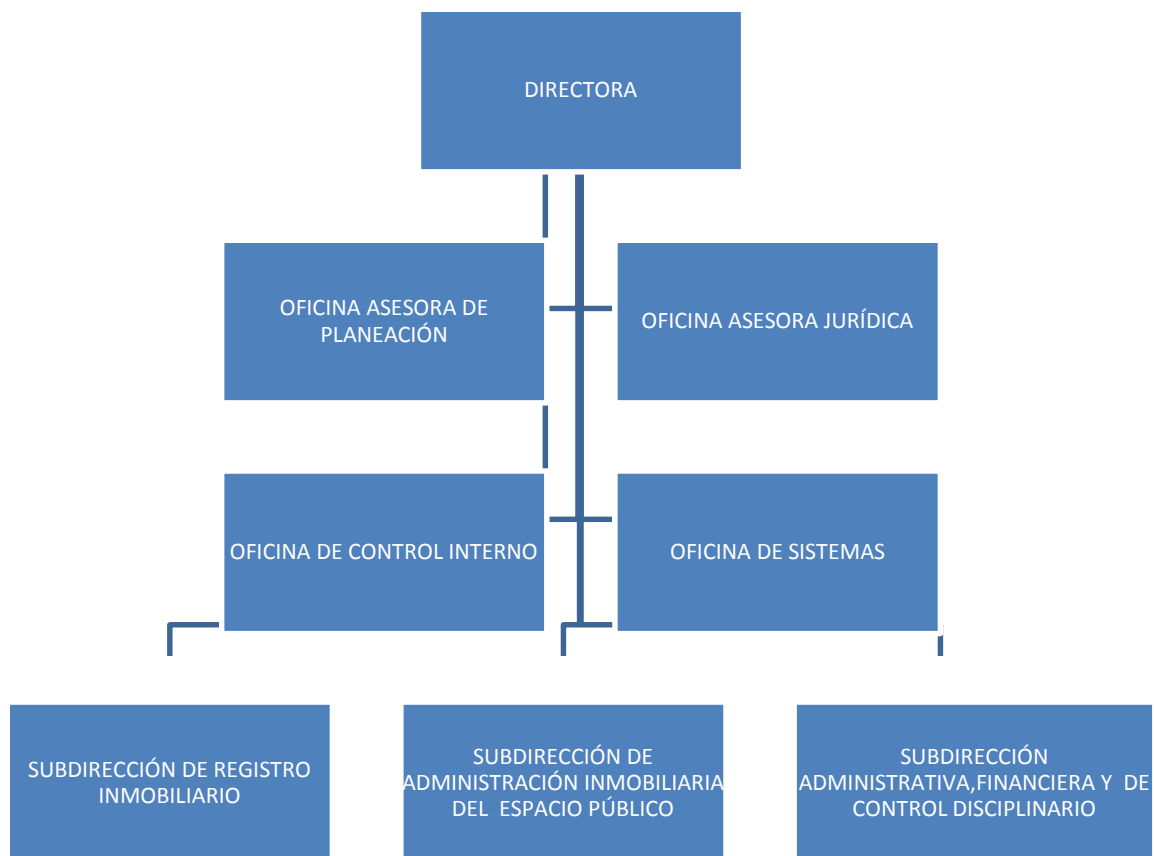 DIRECTORA
OFICINA ASESORA DE
PLANEACIÓN
OFICINA ASESORA JURÍDICA
OFICINA DE CONTROL INTERNO
OFICINA DE SISTEMAS
SUBDIRECCIÓN DE REGISTRO
INMOBILIARIO
SUBDIRECCIÓN DE
ADMINISTRACIÓN INMOBILIARIA
DEL ESPACIO PÚBLICO
SUBDIRECCIÓN
ADMINISTRATIVA,FINANCIERA Y DE
CONTROL DISCIPLINARIO